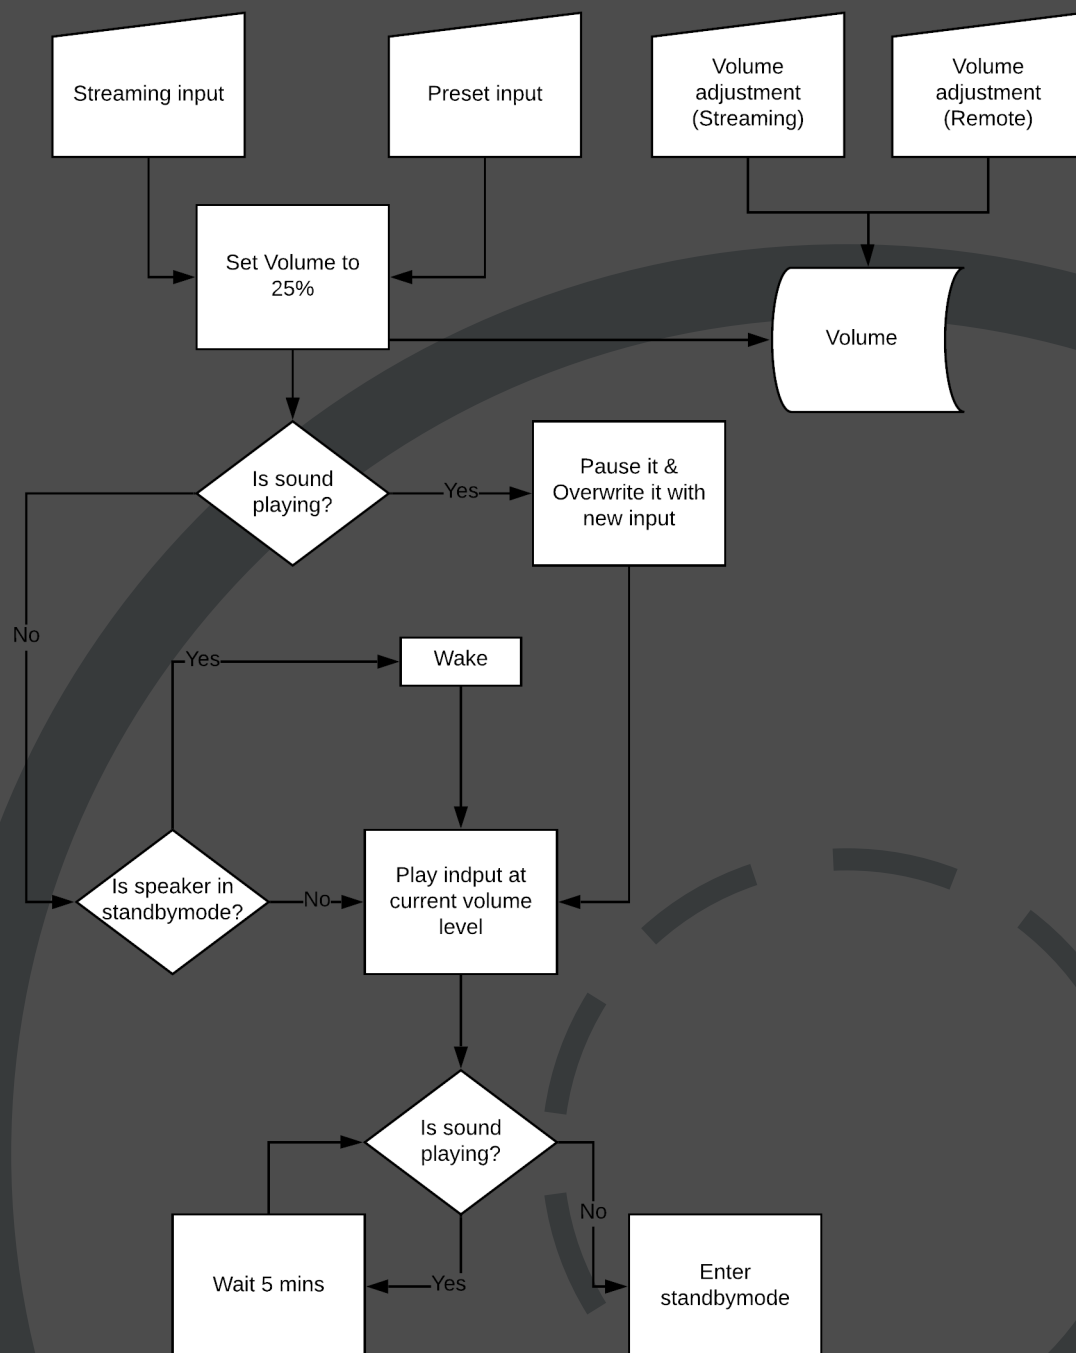 Streaming input
Preset input
Volume
adjustment
(Streaming)
Volume
adjustment
(Remote)
Set Volume to
25%
Volume
Is sound
playing?
Yes
Pause it &
Overwrite it with
new input
No
Yes
Wake
Is speaker in
standbymode?
No
Play indput at
current volume
level
Is sound
playing?
No
Wait 5 mins
Yes
Enter
standbymode